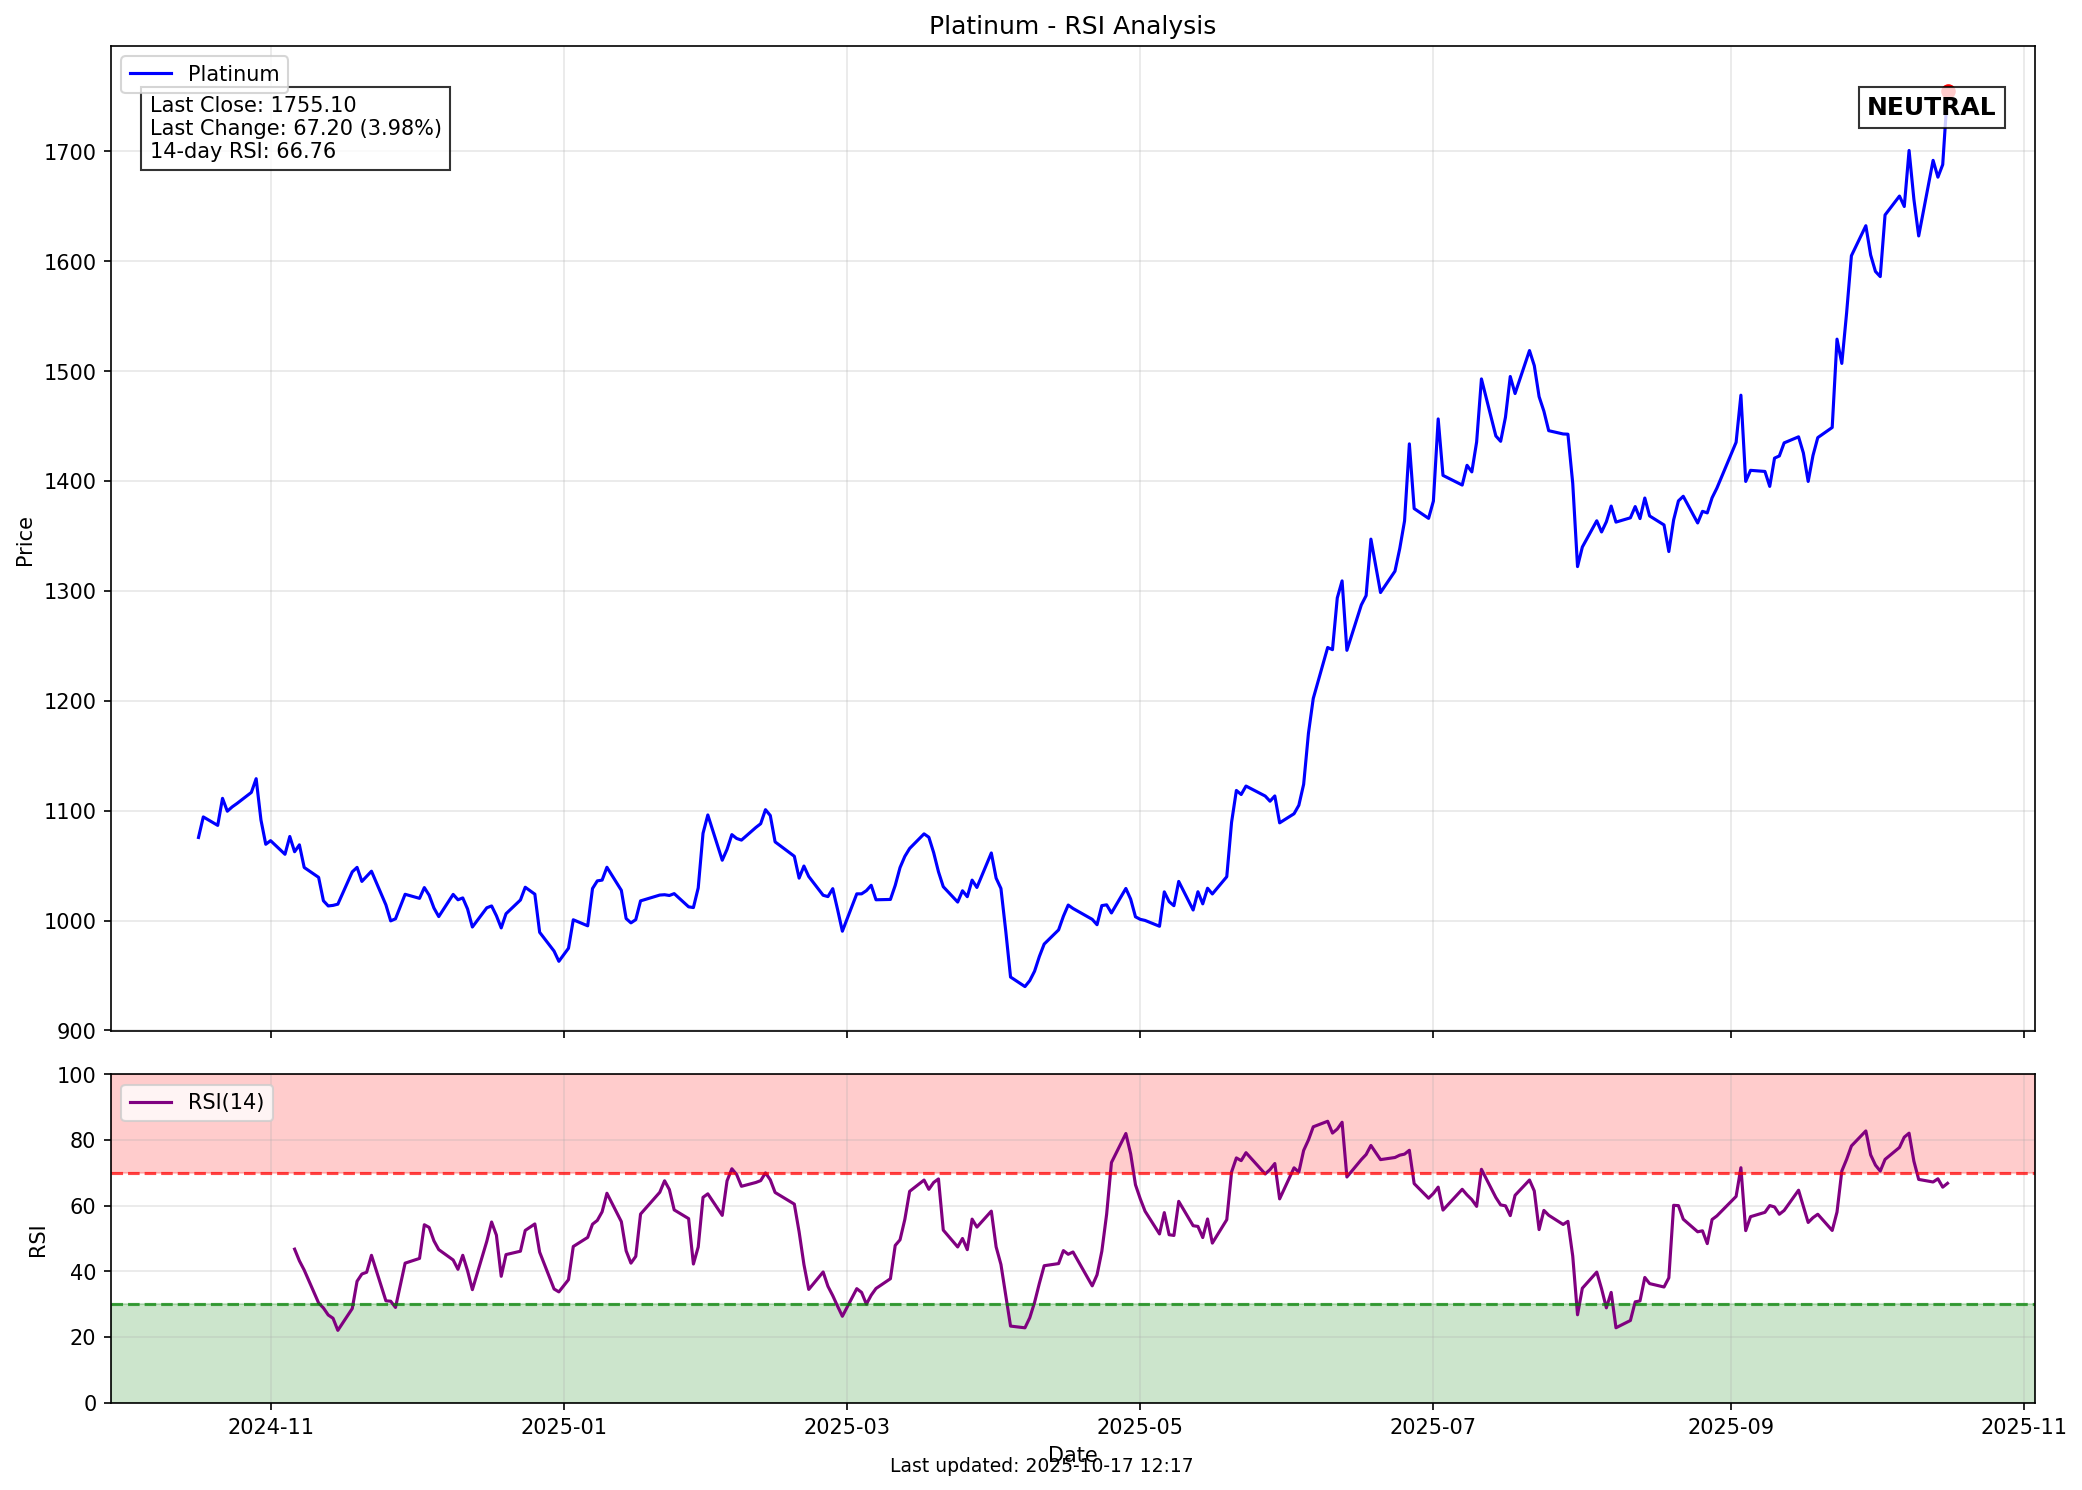 Platinum - RSI Analysis
Platinum
Last Close: 1755.10
Last Change: 67.20 (3.98%)
14-day RSI: 66.76
NEUTRAL
Price
1700
1600
1500
1400
1300
1200
1100
1000
900
RSI(14)
RSI
100
80
60
40
20
0
2024-11
2025-01
2025-03
2025-05
2025-07
2025-09
2025-11
Date
Last updated: 2025-10-17 12:17